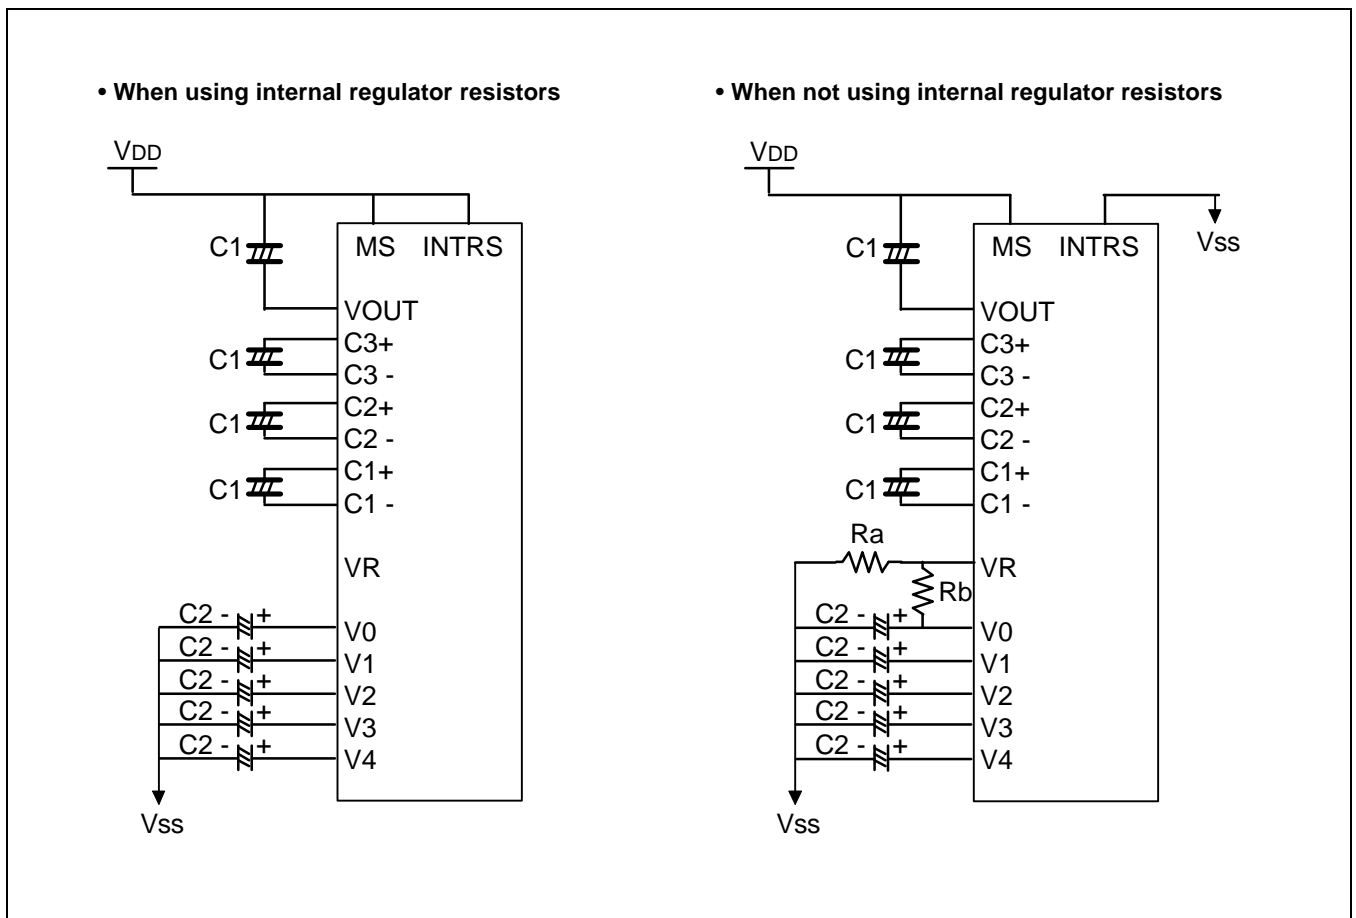 • When using internal regulator resistors
VDD
C1
MS INTRS
VOUT
C3+
C1
C3 -
C2+
C1
C2 -
C1+
C1
C1 -
VR
C2 - +
V0
C2 - +
V1
C2 - +
V2
C2 - +
V3
C2 - +
V4
Vss
• When not using internal regulator resistors
VDD
C1
MS INTRS
Vss
VOUT
C3+
C1
C3 -
C2+
C1
C2 -
C1+
C1
C1 -
Ra
VR
Rb
C2 - +
V0
C2 - +
V1
C2 - +
V2
C2 - +
V3
C2 - +
V4
Vss